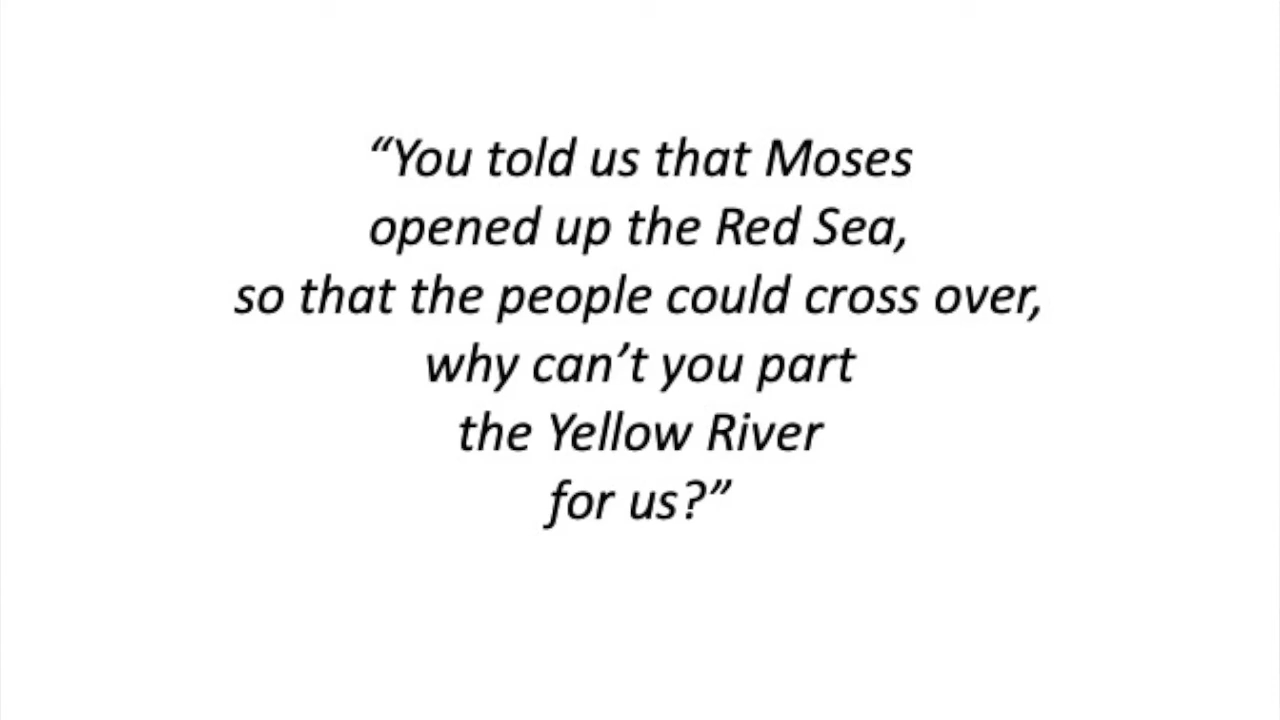 “You told us that Moses
opened up the Red Sea,
so that the people could cross over,
why can’t you part
the Yellow River
for us?”